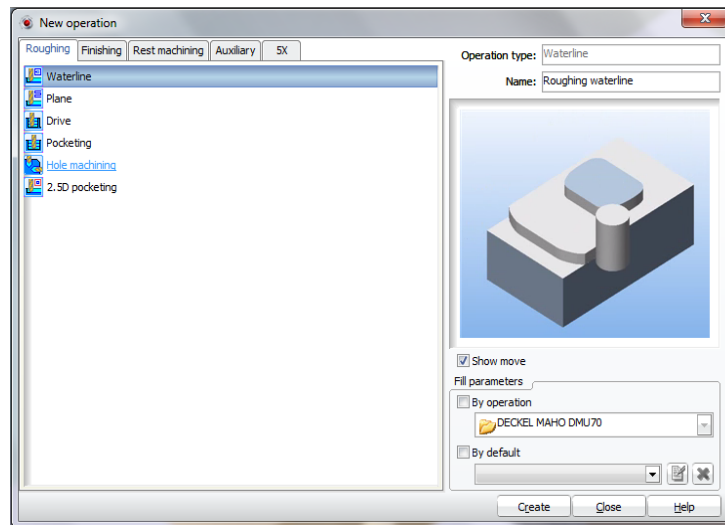 New operation
Roughing
Finishing
Rest machining
Auxiliary
5X
Waterline
Plane
Drive
Pocketing
Hole machining
2.5D pocketing
Operation type: Waterline
Name: Roughing waterline
Show move
Fill parameters
By operation
DECKEL MAHO DMU70
By default
Create
Close
Help